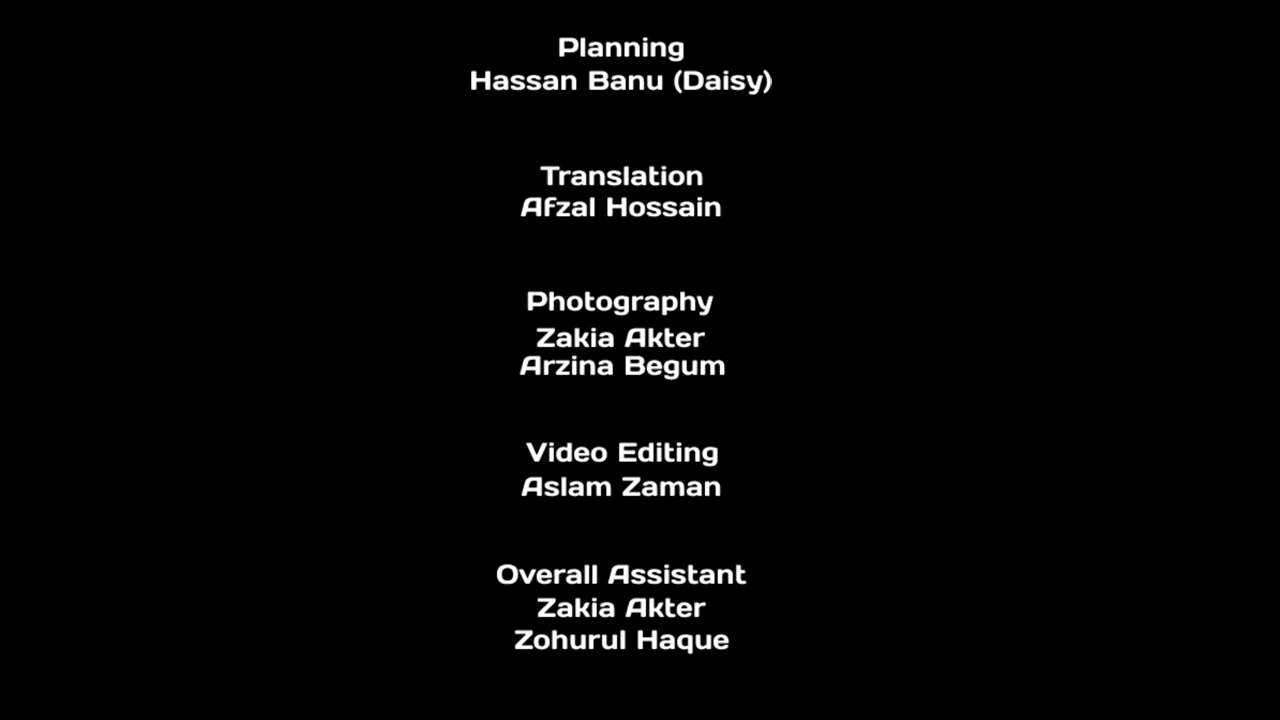 Planning
Hassan Banu (Daisy)
Translation
Afzal Hossain
Photography
Zakia Akter
Arzina Begum
Video Editing
Aslam Zaman
Overall Assistant
Zakia Akter
Zohurul Haque